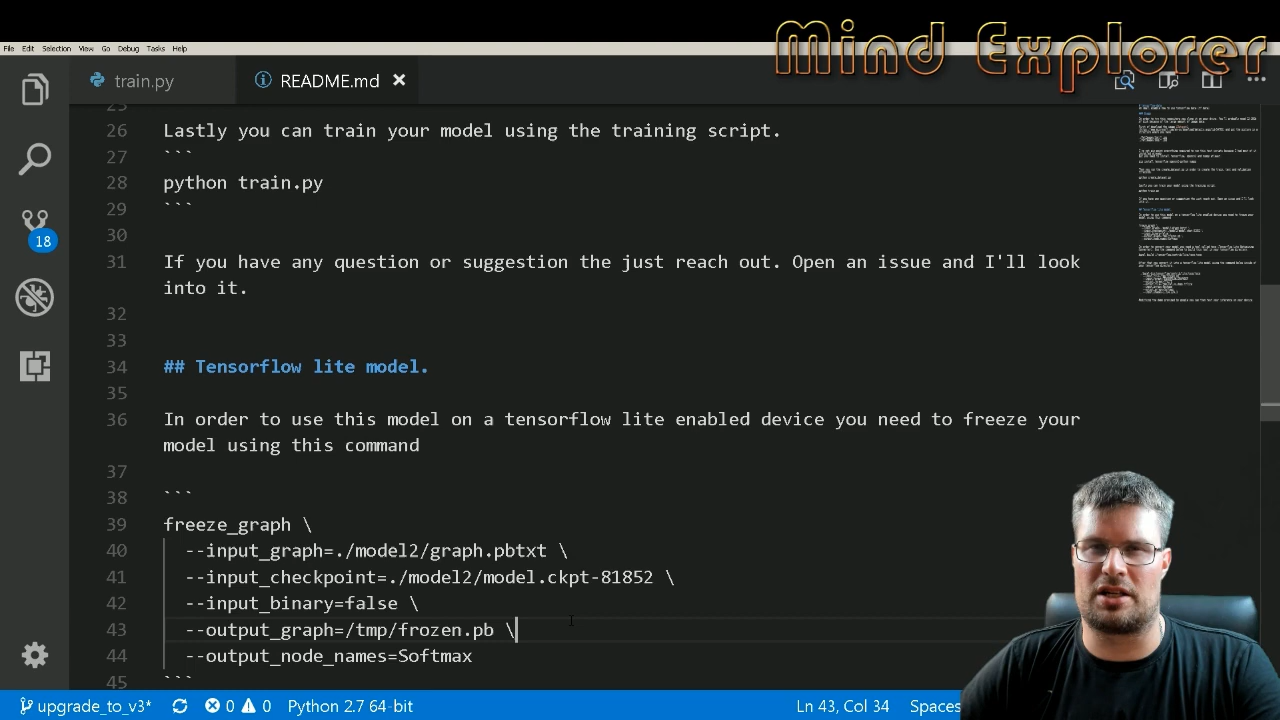 Mind Explorer
File Edit Selection View Go Debug Tasks Help
train.py README.md ×
25
26 Lastly you can train your model using the training script.
27 ```
28 python train.py
29 ```
30
31 If you have any question or suggestion the just reach out. Open an issue and I'll look
into it.
32
33
34 ## Tensorflow lite model.
35
36 In order to use this model on a tensorflow lite enabled device you need to freeze your
model using this command
37
38 ```
39 freeze_graph \
40 --input_graph=./model2/graph.pbtxt \
41 --input_checkpoint=./model2/model.ckpt-81852 \
42 --input_binary=false \
43 --output_graph=/tmp/frozen.pb \
44 --output_node_names=Softmax
45 ```
18
upgrade_to_v3* 0 0 Python 2.7 64-bit Ln 43, Col 34 Spaces